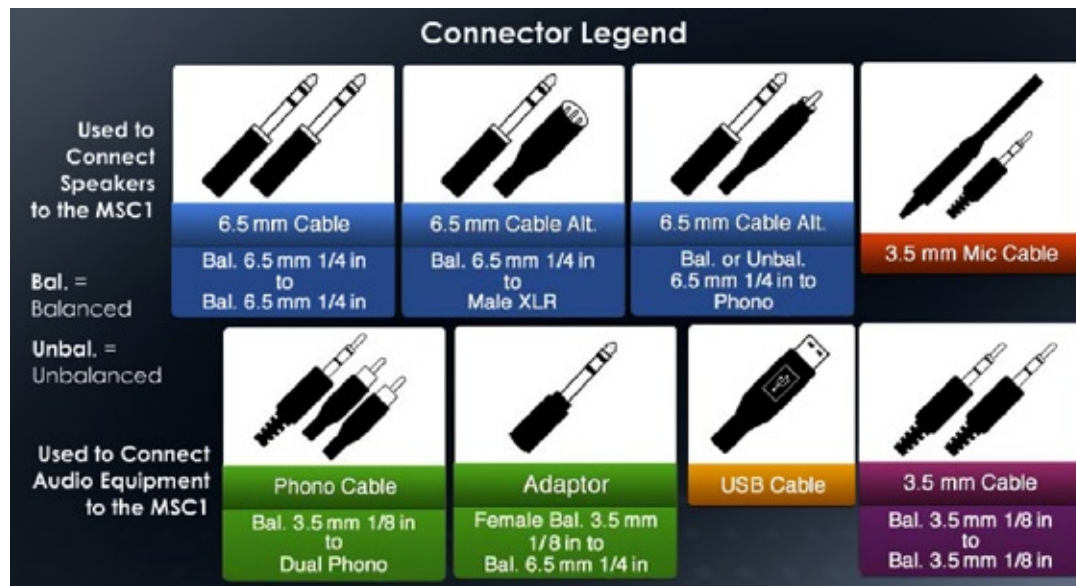 Connector Legend
Used to
Connect
Speakers
to the MSC1
6.5 mm Cable
Bal. 6.5 mm 1/4 in
to
Bal. 6.5 mm 1/4 in
6.5 mm Cable Alt.
Bal. 6.5 mm 1/4 in
to
Male XLR
6.5 mm Cable Alt.
Bal. or Unbal.
6.5 mm 1/4 in to
Phono
3.5 mm Mic Cable
Bal. =
Balanced
Unbal. =
Unbalanced
Used to Connect
Audio Equipment
to the MSC1
Phono Cable
Bal. 3.5 mm 1/8 in
to
Dual Phono
Adaptor
Female Bal. 3.5 mm
1/8 in to
Bal. 6.5 mm 1/4 in
USB Cable
3.5 mm Cable
Bal. 3.5 mm 1/8 in
to
Bal. 3.5 mm 1/8 in